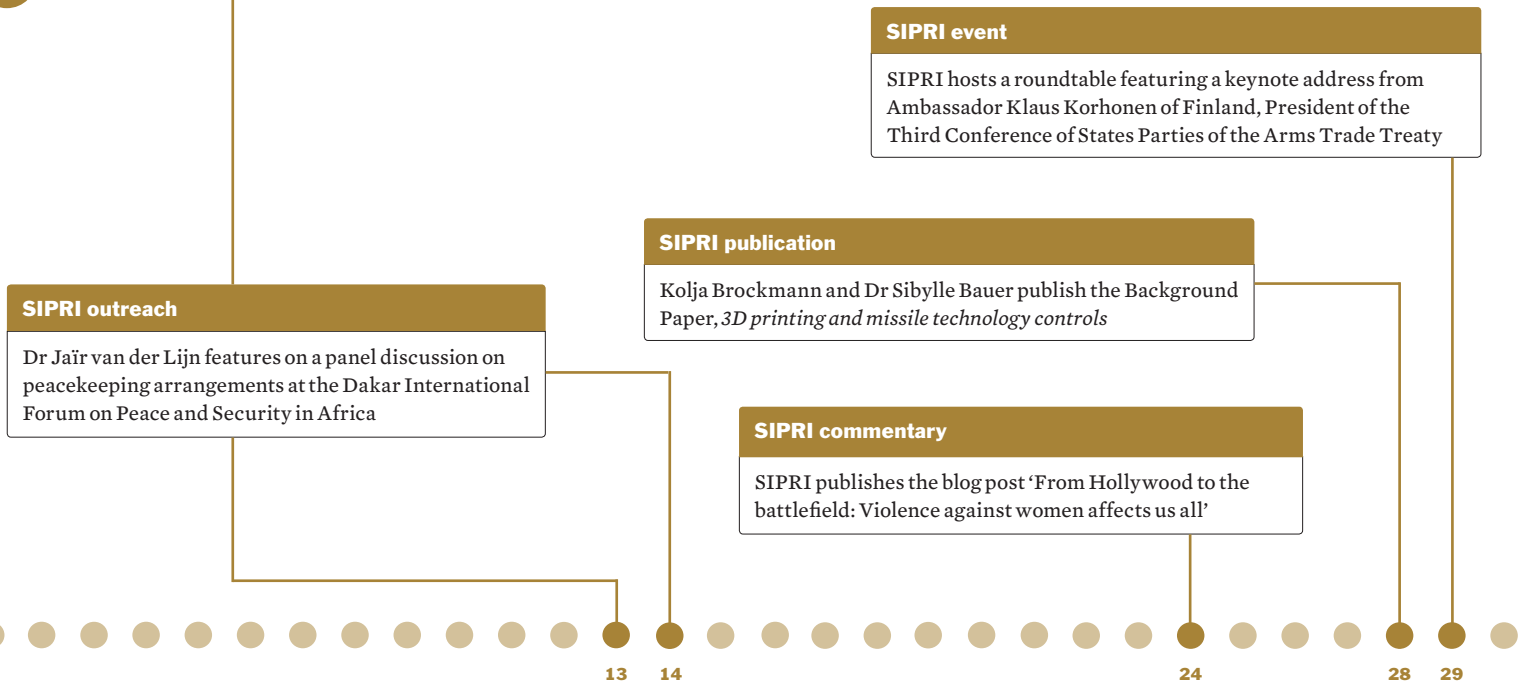 SIPRI event
SIPRI hosts a roundtable featuring a keynote address from
Ambassador Klaus Korhonen of Finland, President of the
Third Conference of States Parties of the Arms Trade Treaty
SIPRI publication
Kolja Brockmann and Dr Sibylle Bauer publish the Background
Paper, 3D printing and missile technology controls
SIPRI outreach
Dr Jaïr van der Lijn features on a panel discussion on
peacekeeping arrangements at the Dakar International
Forum on Peace and Security in Africa
SIPRI commentary
SIPRI publishes the blog post ‘From Hollywood to the
battlefield: Violence against women affects us all’
13 14 24 28 29